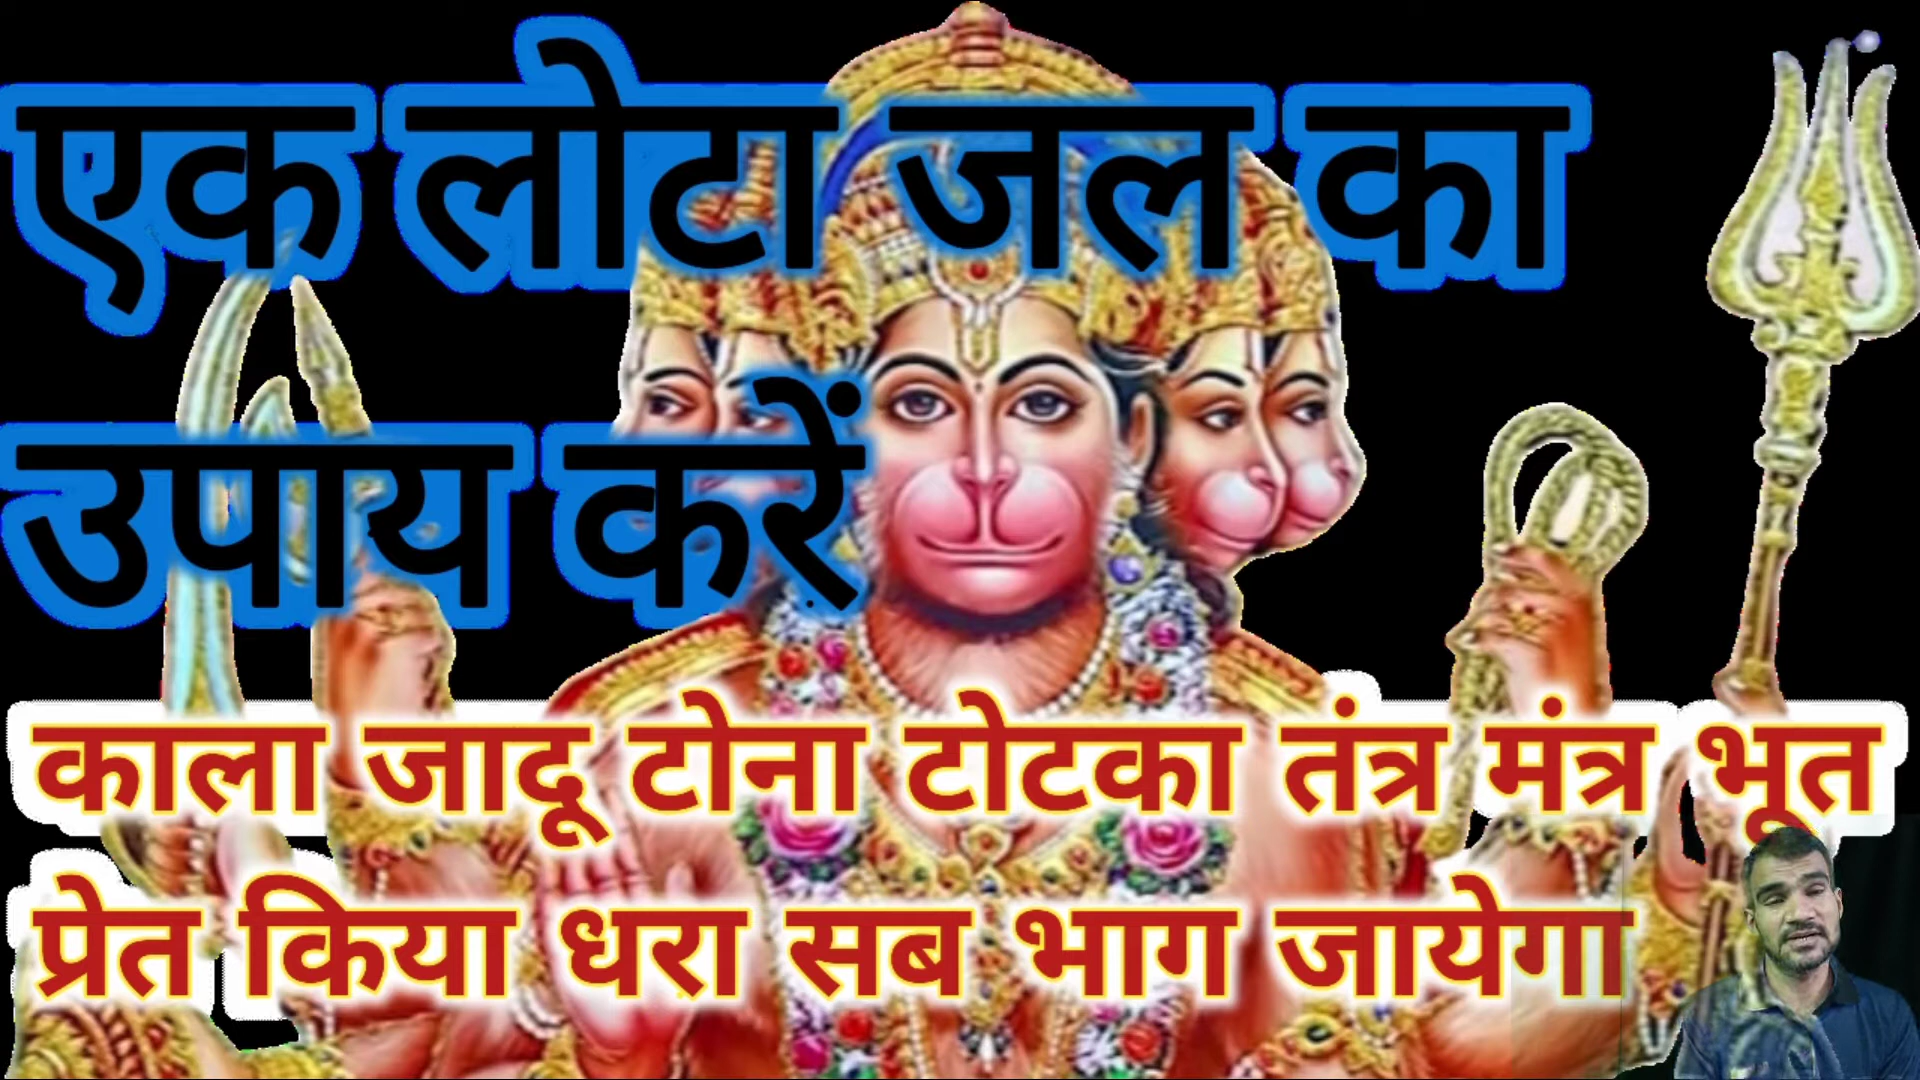 एक लोटा जल का
उपाय करें
काला जादू टोना टोटका तंत्र मंत्र भूत
प्रेत किया धरा सब भाग जायेगा